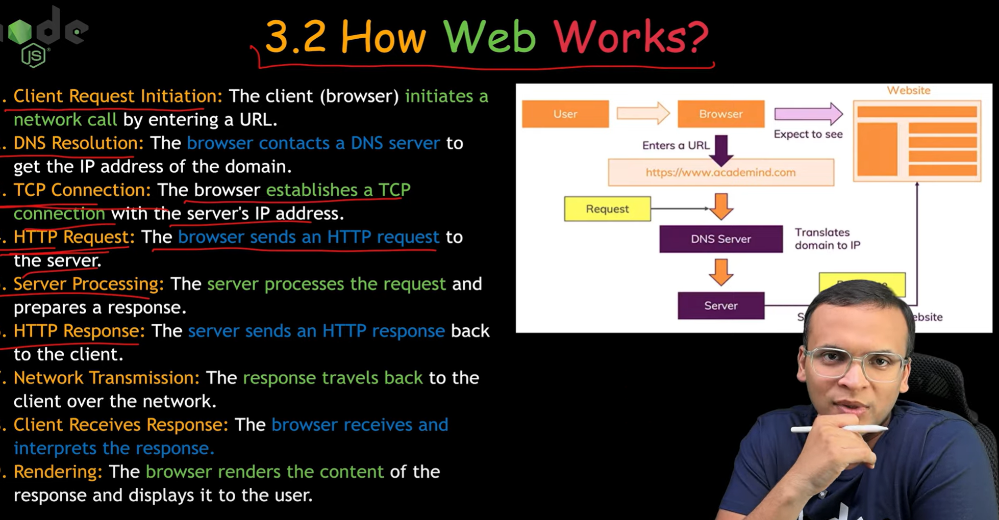 node
JS
3.2 How Web Works?
. Client Request Initiation: The client (browser) initiates a
network call by entering a URL.
. DNS Resolution: The browser contacts a DNS server to
get the IP address of the domain.
. TCP Connection: The browser establishes a TCP
connection with the server's IP address.
. HTTP Request: The browser sends an HTTP request to
the server.
. Server Processing: The server processes the request and
prepares a response.
. HTTP Response: The server sends an HTTP response back
to the client.
. Network Transmission: The response travels back to the
client over the network.
. Client Receives Response: The browser receives and
interprets the response.
. Rendering: The browser renders the content of the
response and displays it to the user.
Website
User
Browser
Expect to see
Enters a URL
https://www.academind.com
Request
DNS Server
Translates
domain to IP
Server